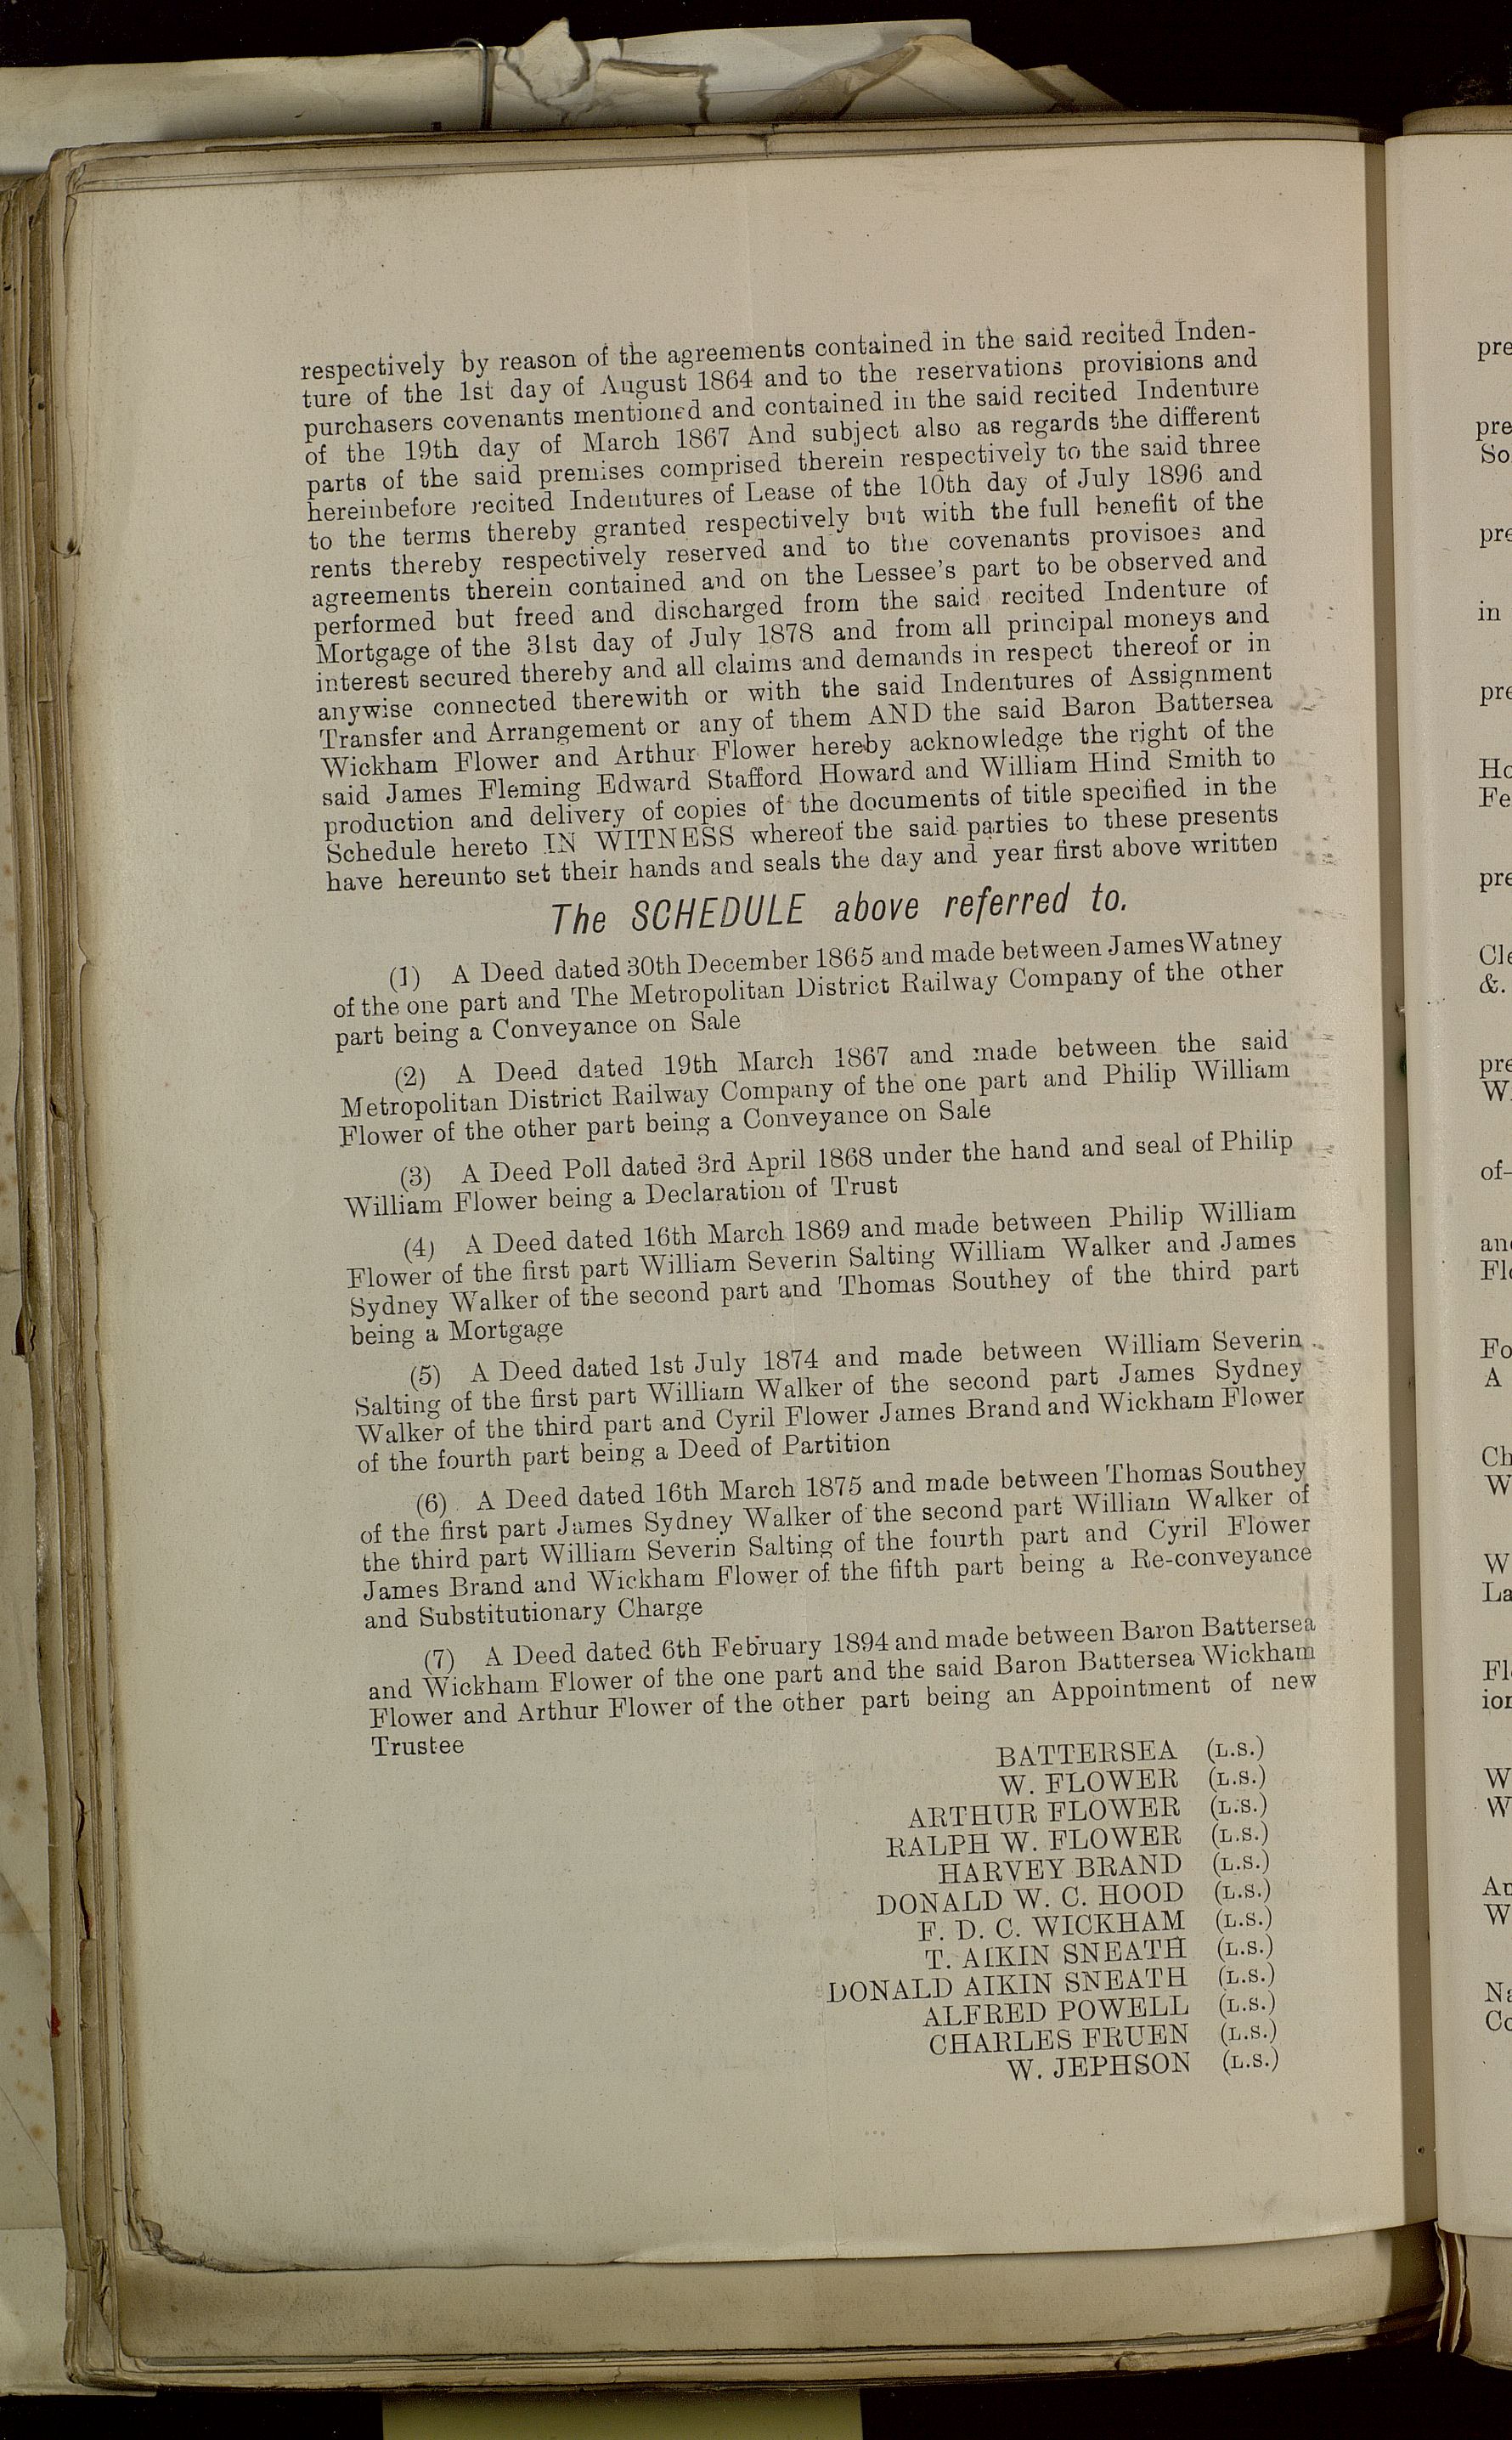 respectively by reason of the agreements contained in the said recited Inden-
ture of the 1st day of August 1864 and to the reservations provisions and
purchasers covenants mentioned and contained in the said recited Indenture
of the 19th day of March 1867 And subject also as regards the different
parts of the said premises comprised therein respectively to the said three
hereinbefore recited Indentures of Lease of the 10th day of July 1896 and
to the terms thereby granted respectively but with the full benefit of the
rents thereby respectively reserved and to the covenants provisoes and
agreements therein contained and on the Lessee's part to be observed and
performed but freed and discharged from the said recited Indenture of
Mortgage of the 31st day of July 1878 and from all principal moneys and
interest secured thereby and all claims and demands in respect thereof or in
anywise connected therewith or with the said Indentures of Assignment
Transfer and Arrangement or any of them AND the said Baron Battersea
Wickham Flower and Arthur Flower hereby acknowledge the right of the
said James Fleming Edward Stafford Howard and William Hind Smith to
production and delivery of copies of the documents of title specified in the
Schedule hereto IN WITNESS whereof the said parties to these presents
have hereunto set their hands and seals the day and year first above written
The SCHEDULE above referred to.
(1) A Deed dated 30th December 1865 and made between James Watney
of the one part and The Metropolitan District Railway Company of the other
part being a Conveyance on Sale
(2) A Deed dated 19th March 1867 and made between the said
Metropolitan District Railway Company of the one part and Philip William
Flower of the other part being a Conveyance on Sale
(3) A Deed Poll dated 3rd April 1868 under the hand and seal of Philip
William Flower being a Declaration of Trust
(4) A Deed dated 16th March 1869 and made between Philip William
Flower of the first part William Severin Salting William Walker and James
Sydney Walker of the second part and Thomas Southey of the third part
being a Mortgage
(5) A Deed dated 1st July 1874 and made between William Severin
Salting of the first part William Walker of the second part James Sydney
Walker of the third part and Cyril Flower James Brand and Wickham Flower
of the fourth part being a Deed of Partition
(6) A Deed dated 16th March 1875 and made between Thomas Southey
of the first part James Sydney Walker of the second part William Walker of
the third part William Severin Salting of the fourth part and Cyril Flower
James Brand and Wickham Flower of the fifth part being a Re-conveyance
and Substitutionary Charge
(7) A Deed dated 6th February 1894 and made between Baron Battersea
and Wickham Flower of the one part and the said Baron Battersea Wickham
Flower and Arthur Flower of the other part being an Appointment of new
Trustee
BATTERSEA (L.S.)
W. FLOWER (L.S.)
ARTHUR FLOWER (L.S.)
RALPH W. FLOWER (L.S.)
HARVEY BRAND (L.S.)
DONALD W. C. HOOD (L.S.)
F. D. C. WICKHAM (L.S.)
T. AIKIN SNEATH (L.S.)
DONALD AIKIN SNEATH (L.S.)
ALFRED POWELL (L.S.)
CHARLES FRUEN (L.S.)
W. JEPHSON (L.S.)